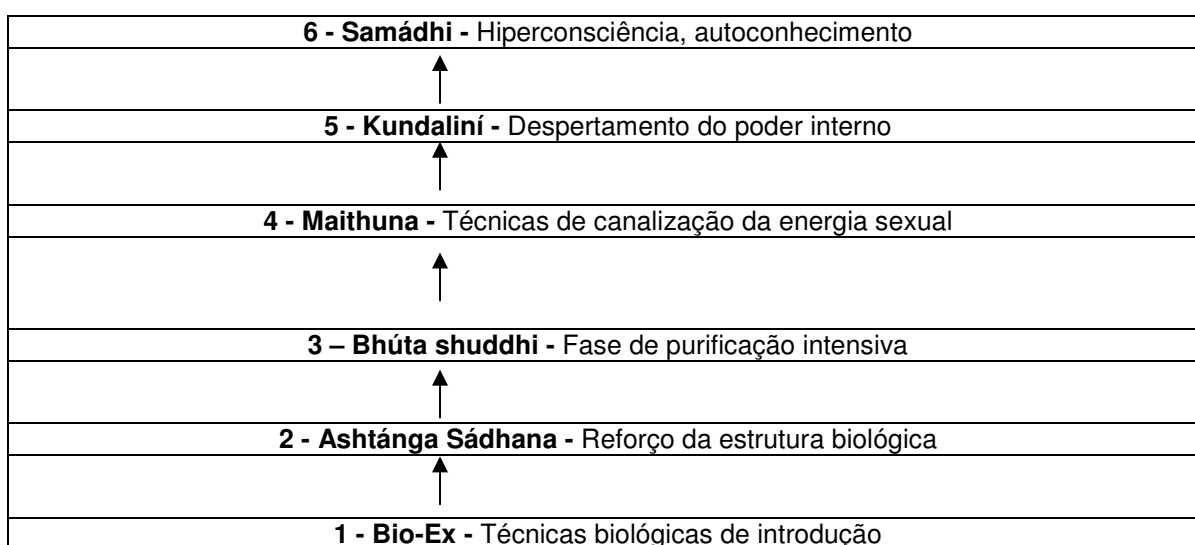 6 - Samádhi - Hiperconsciência, autoconhecimento
5 - Kundaliní - Despertamento do poder interno
4 - Maithuna - Técnicas de canalização da energia sexual
3 – Bhúta shuddhi - Fase de purificação intensiva
2 - Ashtánga Sádhana - Reforço da estrutura biológica
1 - Bio-Ex - Técnicas biológicas de introdução